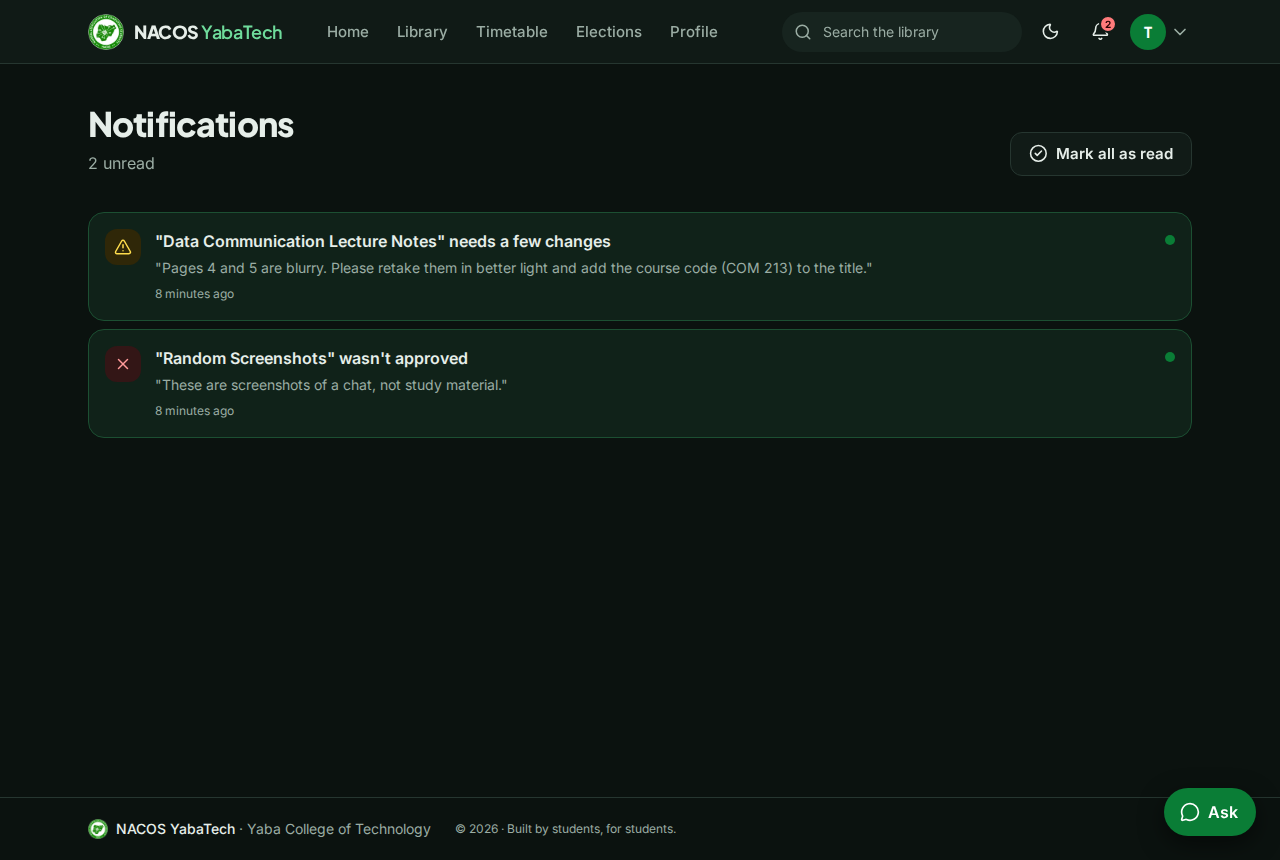 NACOS YabaTech
Home
Library
Timetable
Elections
Profile
Search the library
2
T
Notifications
2 unread
Mark all as read
"Data Communication Lecture Notes" needs a few changes
"Pages 4 and 5 are blurry. Please retake them in better light and add the course code (COM 213) to the title."
8 minutes ago
"Random Screenshots" wasn't approved
"These are screenshots of a chat, not study material."
8 minutes ago
NACOS YabaTech · Yaba College of Technology
© 2026 · Built by students, for students.
Ask